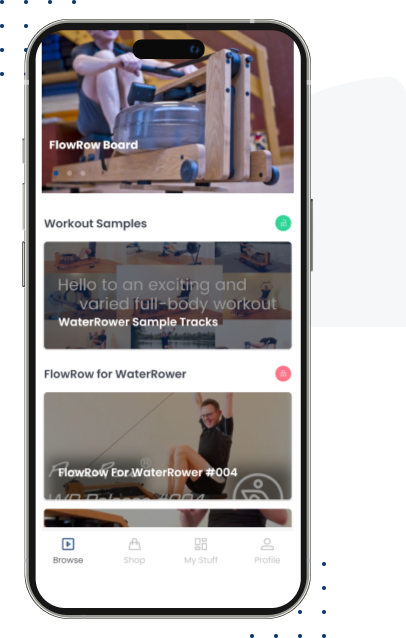 FlowRow Board
Workout Samples
Hello to an exciting and
varied full-body workout
WaterRower Sample Tracks
FlowRow for WaterRower
FlowRow For WaterRower #004
Browse
Shop
My Stuff
Profile